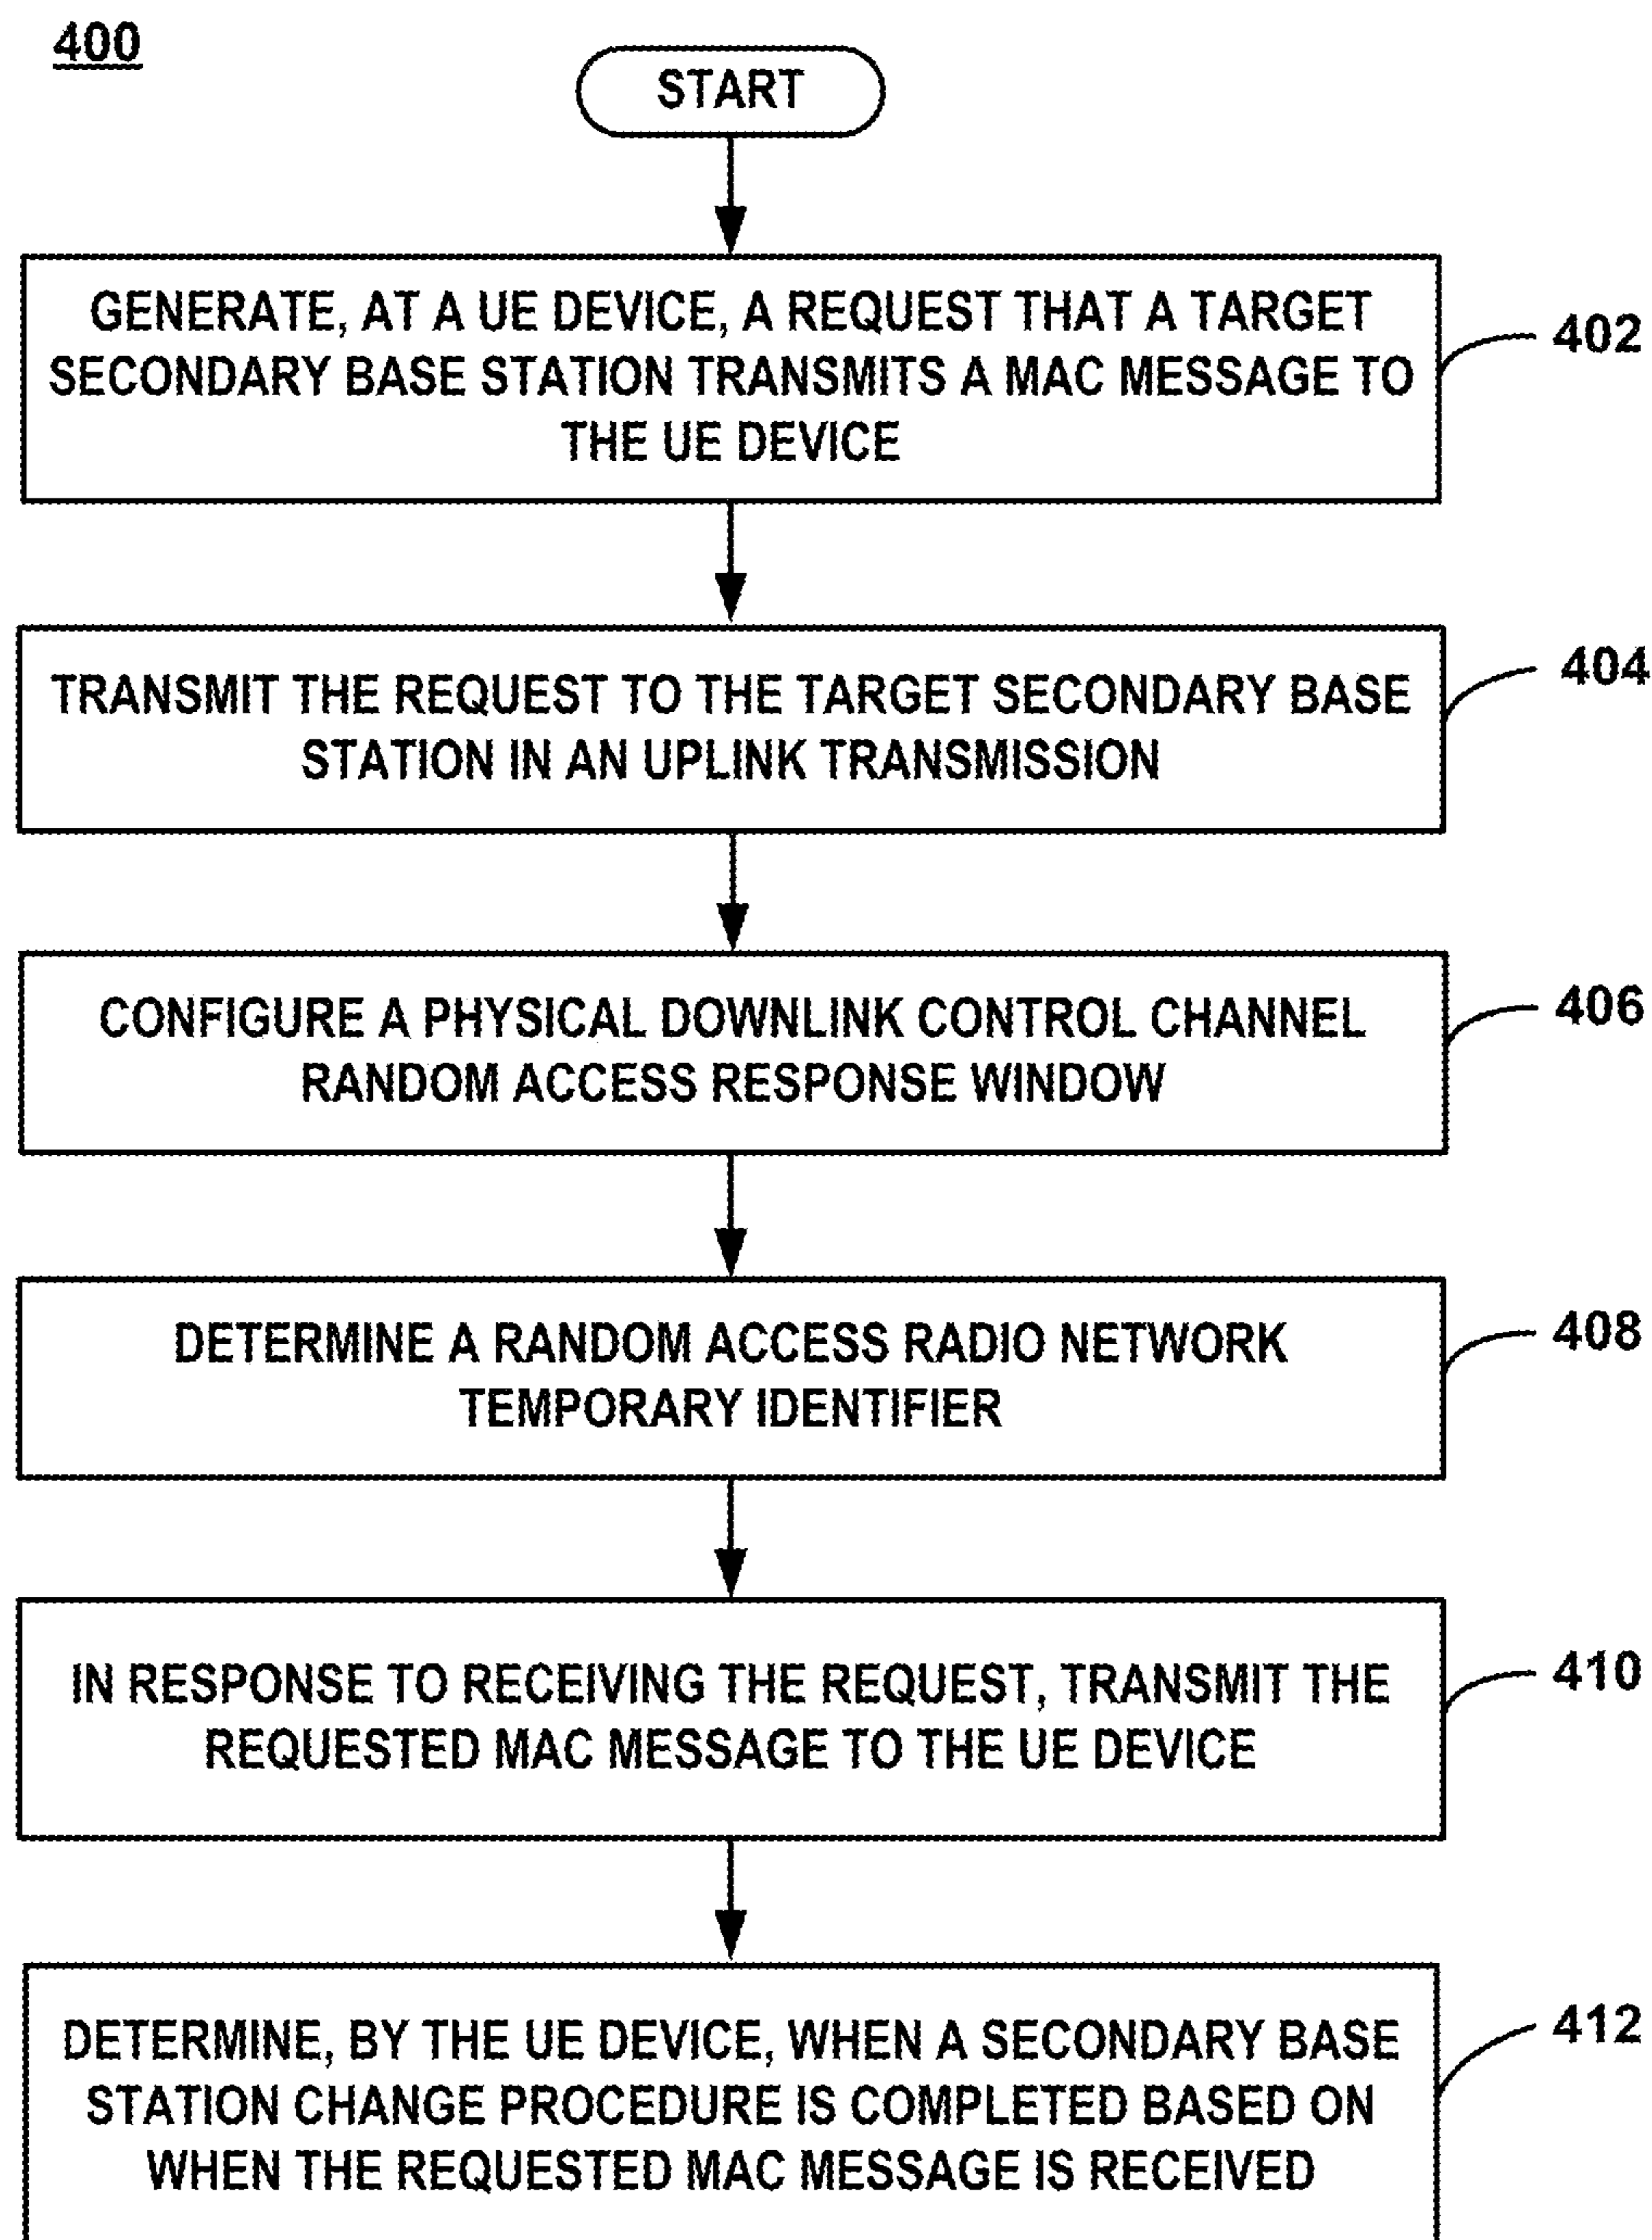 400
START
GENERATE, AT A UE DEVICE, A REQUEST THAT A TARGET
SECONDARY BASE STATION TRANSMITS A MAC MESSAGE TO
THE UE DEVICE
402
TRANSMIT THE REQUEST TO THE TARGET SECONDARY BASE
STATION IN AN UPLINK TRANSMISSION
404
CONFIGURE A PHYSICAL DOWNLINK CONTROL CHANNEL
RANDOM ACCESS RESPONSE WINDOW
406
DETERMINE A RANDOM ACCESS RADIO NETWORK
TEMPORARY IDENTIFIER
408
IN RESPONSE TO RECEIVING THE REQUEST, TRANSMIT THE
REQUESTED MAC MESSAGE TO THE UE DEVICE
410
DETERMINE, BY THE UE DEVICE, WHEN A SECONDARY BASE
STATION CHANGE PROCEDURE IS COMPLETED BASED ON
WHEN THE REQUESTED MAC MESSAGE IS RECEIVED
412